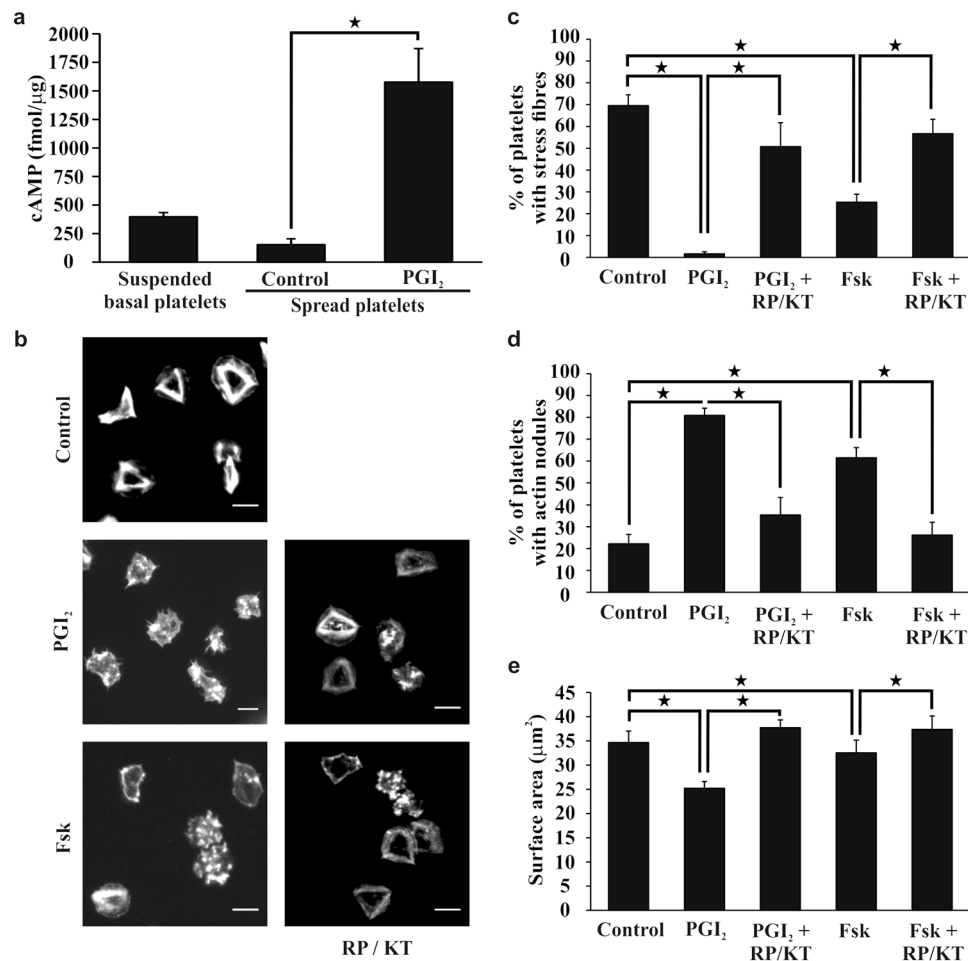 a
2000
1750
1500
1250
1000
750
500
250
0
cAMP (fmol/μg)
★
Suspended
basal platelets
Control
PGI₂
Spread platelets
b
Control
PGI₂
Fsk
RP / KT
c
100
90
80
70
60
50
40
30
20
10
0
% of platelets
with stress fibres
★
★ ★ ★
Control
PGI₂
PGI₂ +
RP/KT
Fsk
Fsk +
RP/KT
d
100
90
80
70
60
50
40
30
20
10
0
% of platelets
with actin nodules
★ ★
★ ★
Control
PGI₂
PGI₂ +
RP/KT
Fsk
Fsk +
RP/KT
e
45
40
35
30
25
20
15
10
5
0
Surface area (μm²)
★ ★
★ ★
Control
PGI₂
PGI₂ +
RP/KT
Fsk
Fsk +
RP/KT